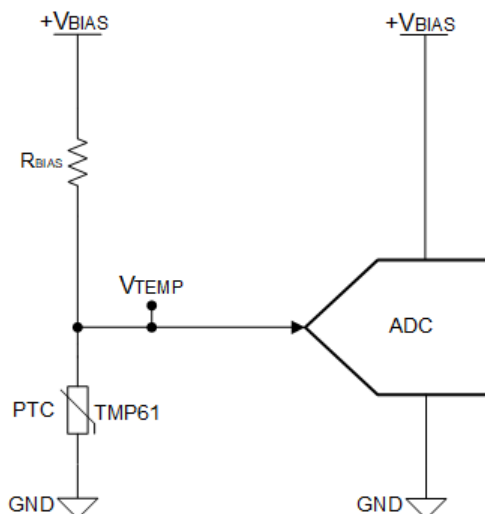 +VBIAS
+VBIAS
RBIAS
VTEMP
ADC
PTC
TMP61
GND
GND